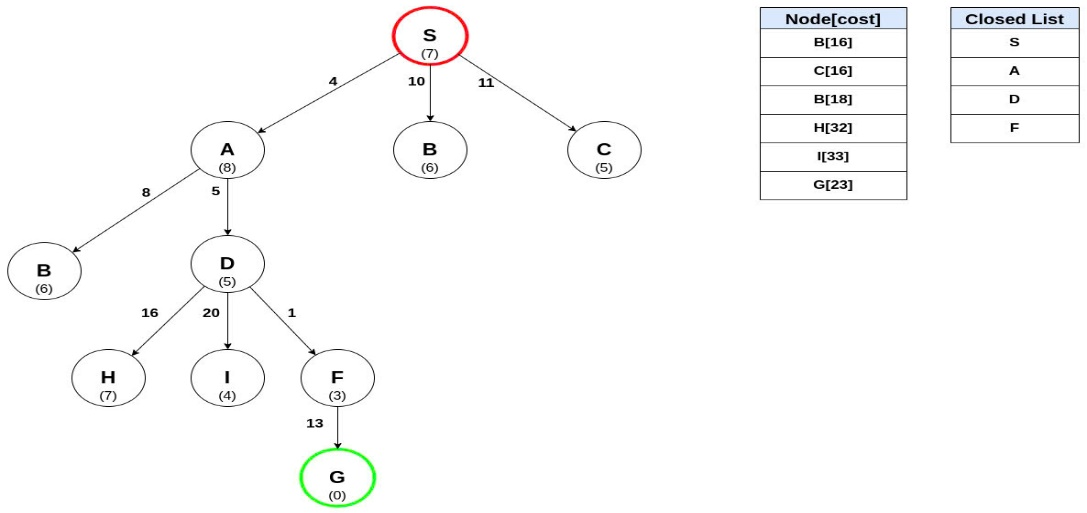 S
(7)
4
10
11
A
(8)
B
(6)
C
(5)
8
5
B
(6)
D
(5)
16
20
1
H
(7)
I
(4)
F
(3)
13
G
(0)
Node[cost]
B[16]
C[16]
B[18]
H[32]
I[33]
G[23]
Closed List
S
A
D
F